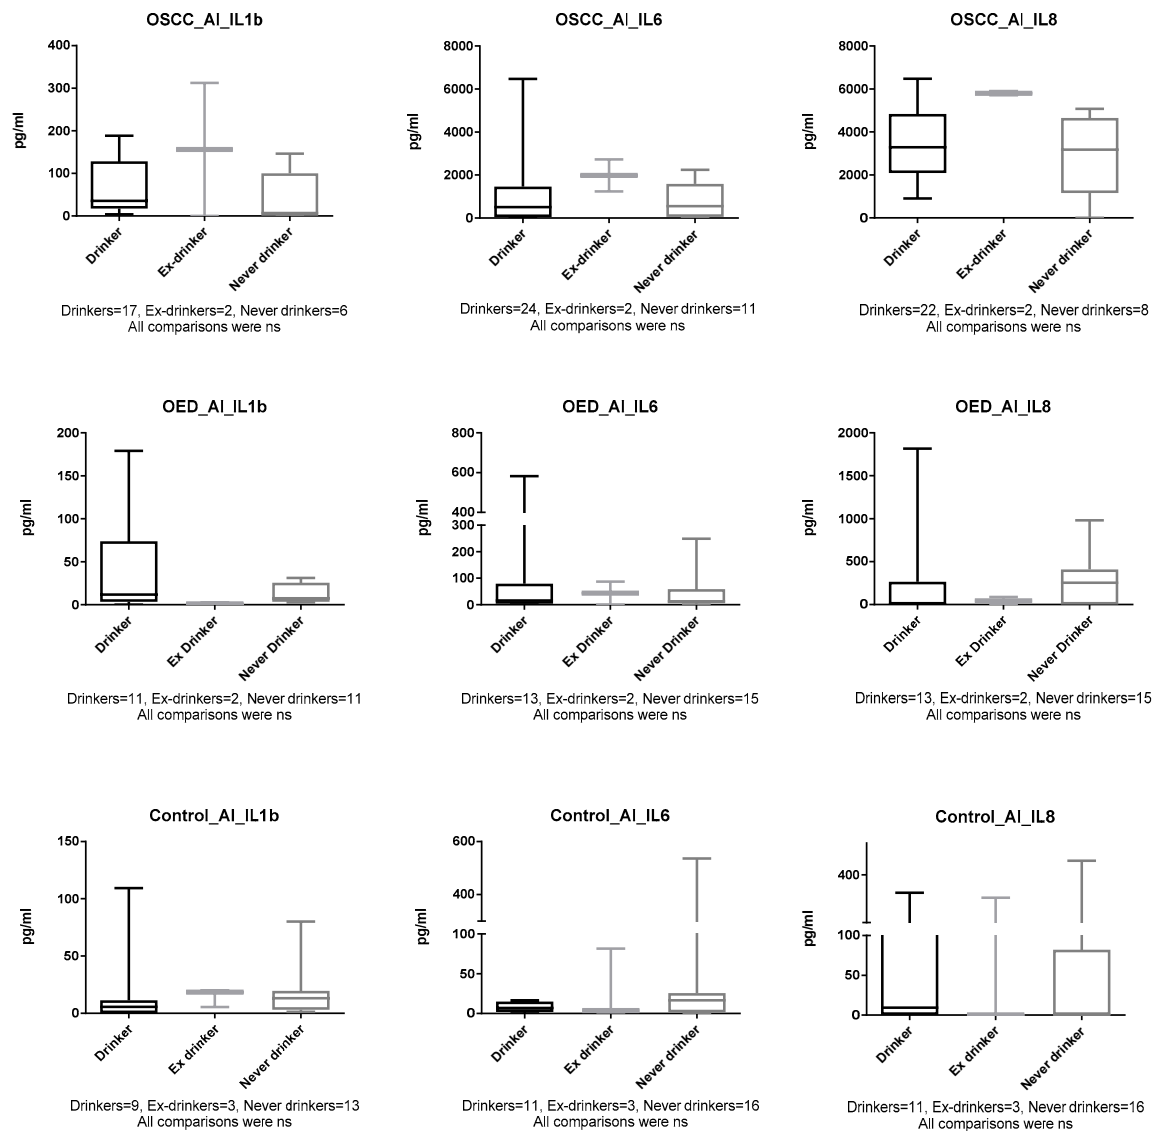 OSCC_AI_IL1b
400
300
200
100
0
pg/ml
Drinker
Ex-drinker
Never drinker
Drinkers=17, Ex-drinkers=2, Never drinkers=6
All comparisons were ns
OSCC_AI_IL6
8000
6000
4000
2000
0
pg/ml
Drinker
Ex-drinker
Never drinker
Drinkers=24, Ex-drinkers=2, Never drinkers=11
All comparisons were ns
OSCC_AI_IL8
8000
6000
4000
2000
0
pg/ml
Drinker
Ex-drinker
Never drinker
Drinkers=22, Ex-drinkers=2, Never drinkers=8
All comparisons were ns
OED_AI_IL1b
200
150
100
50
0
pg/ml
Drinker
Ex Drinker
Never Drinker
Drinkers=11, Ex-drinkers=2, Never drinkers=11
All comparisons were ns
OED_AI_IL6
800
600
400
300
200
100
0
pg/ml
Drinker
Ex Drinker
Never Drinker
Drinkers=13, Ex-drinkers=2, Never drinkers=15
All comparisons were ns
OED_AI_IL8
2000
1500
1000
500
0
pg/ml
Drinker
Ex Drinker
Never Drinker
Drinkers=13, Ex-drinkers=2, Never drinkers=15
All comparisons were ns
Control_AI_IL1b
150
100
50
0
pg/ml
Drinker
Ex drinker
Never drinker
Drinkers=9, Ex-drinkers=3, Never drinkers=13
All comparisons were ns
Control_AI_IL6
600
400
200
100
50
0
pg/ml
Drinker
Ex drinker
Never drinker
Drinkers=11, Ex-drinkers=3, Never drinkers=16
All comparisons were ns
Control_AI_IL8
400
100
50
0
pg/ml
Drinker
Ex drinker
Never drinker
Drinkers=11, Ex-drinkers=3, Never drinkers=16
All comparisons were ns